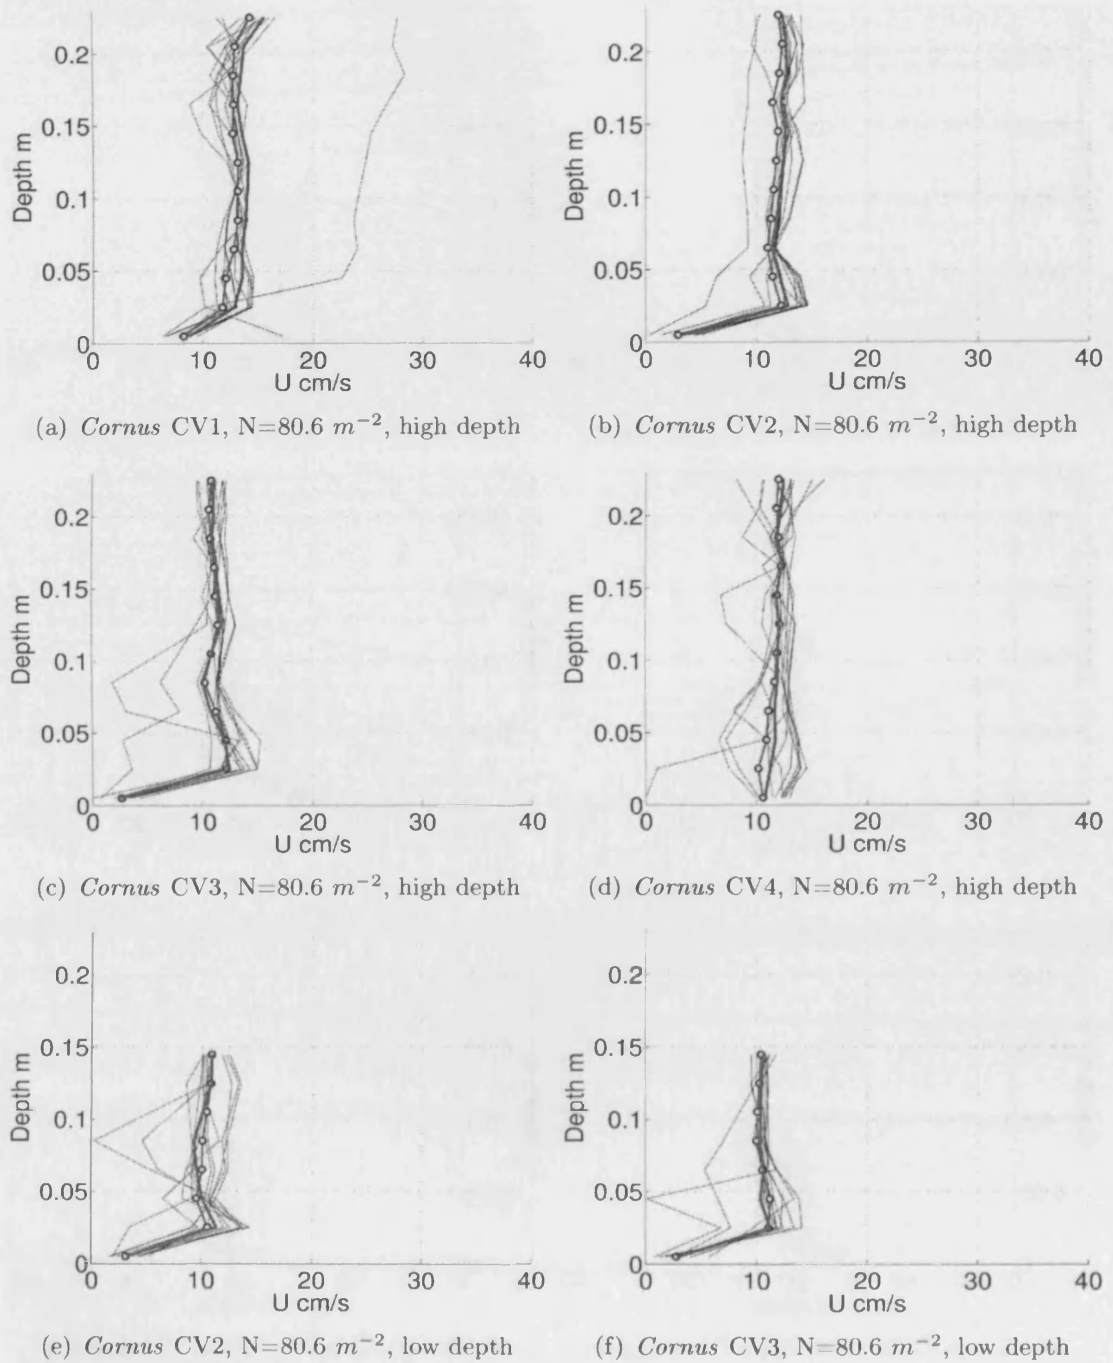 0.2
0.15
0.1
0.05
0
Depth m
0 10 20 30 40
U cm/s
(a) Cornus CV1, N=80.6 m⁻², high depth
0.2
0.15
0.1
0.05
0
Depth m
0 10 20 30 40
U cm/s
(b) Cornus CV2, N=80.6 m⁻², high depth
0.2
0.15
0.1
0.05
0
Depth m
0 10 20 30 40
U cm/s
(c) Cornus CV3, N=80.6 m⁻², high depth
0.2
0.15
0.1
0.05
0
Depth m
0 10 20 30 40
U cm/s
(d) Cornus CV4, N=80.6 m⁻², high depth
0.2
0.15
0.1
0.05
0
Depth m
0 10 20 30 40
U cm/s
(e) Cornus CV2, N=80.6 m⁻², low depth
0.2
0.15
0.1
0.05
0
Depth m
0 10 20 30 40
U cm/s
(f) Cornus CV3, N=80.6 m⁻², low depth